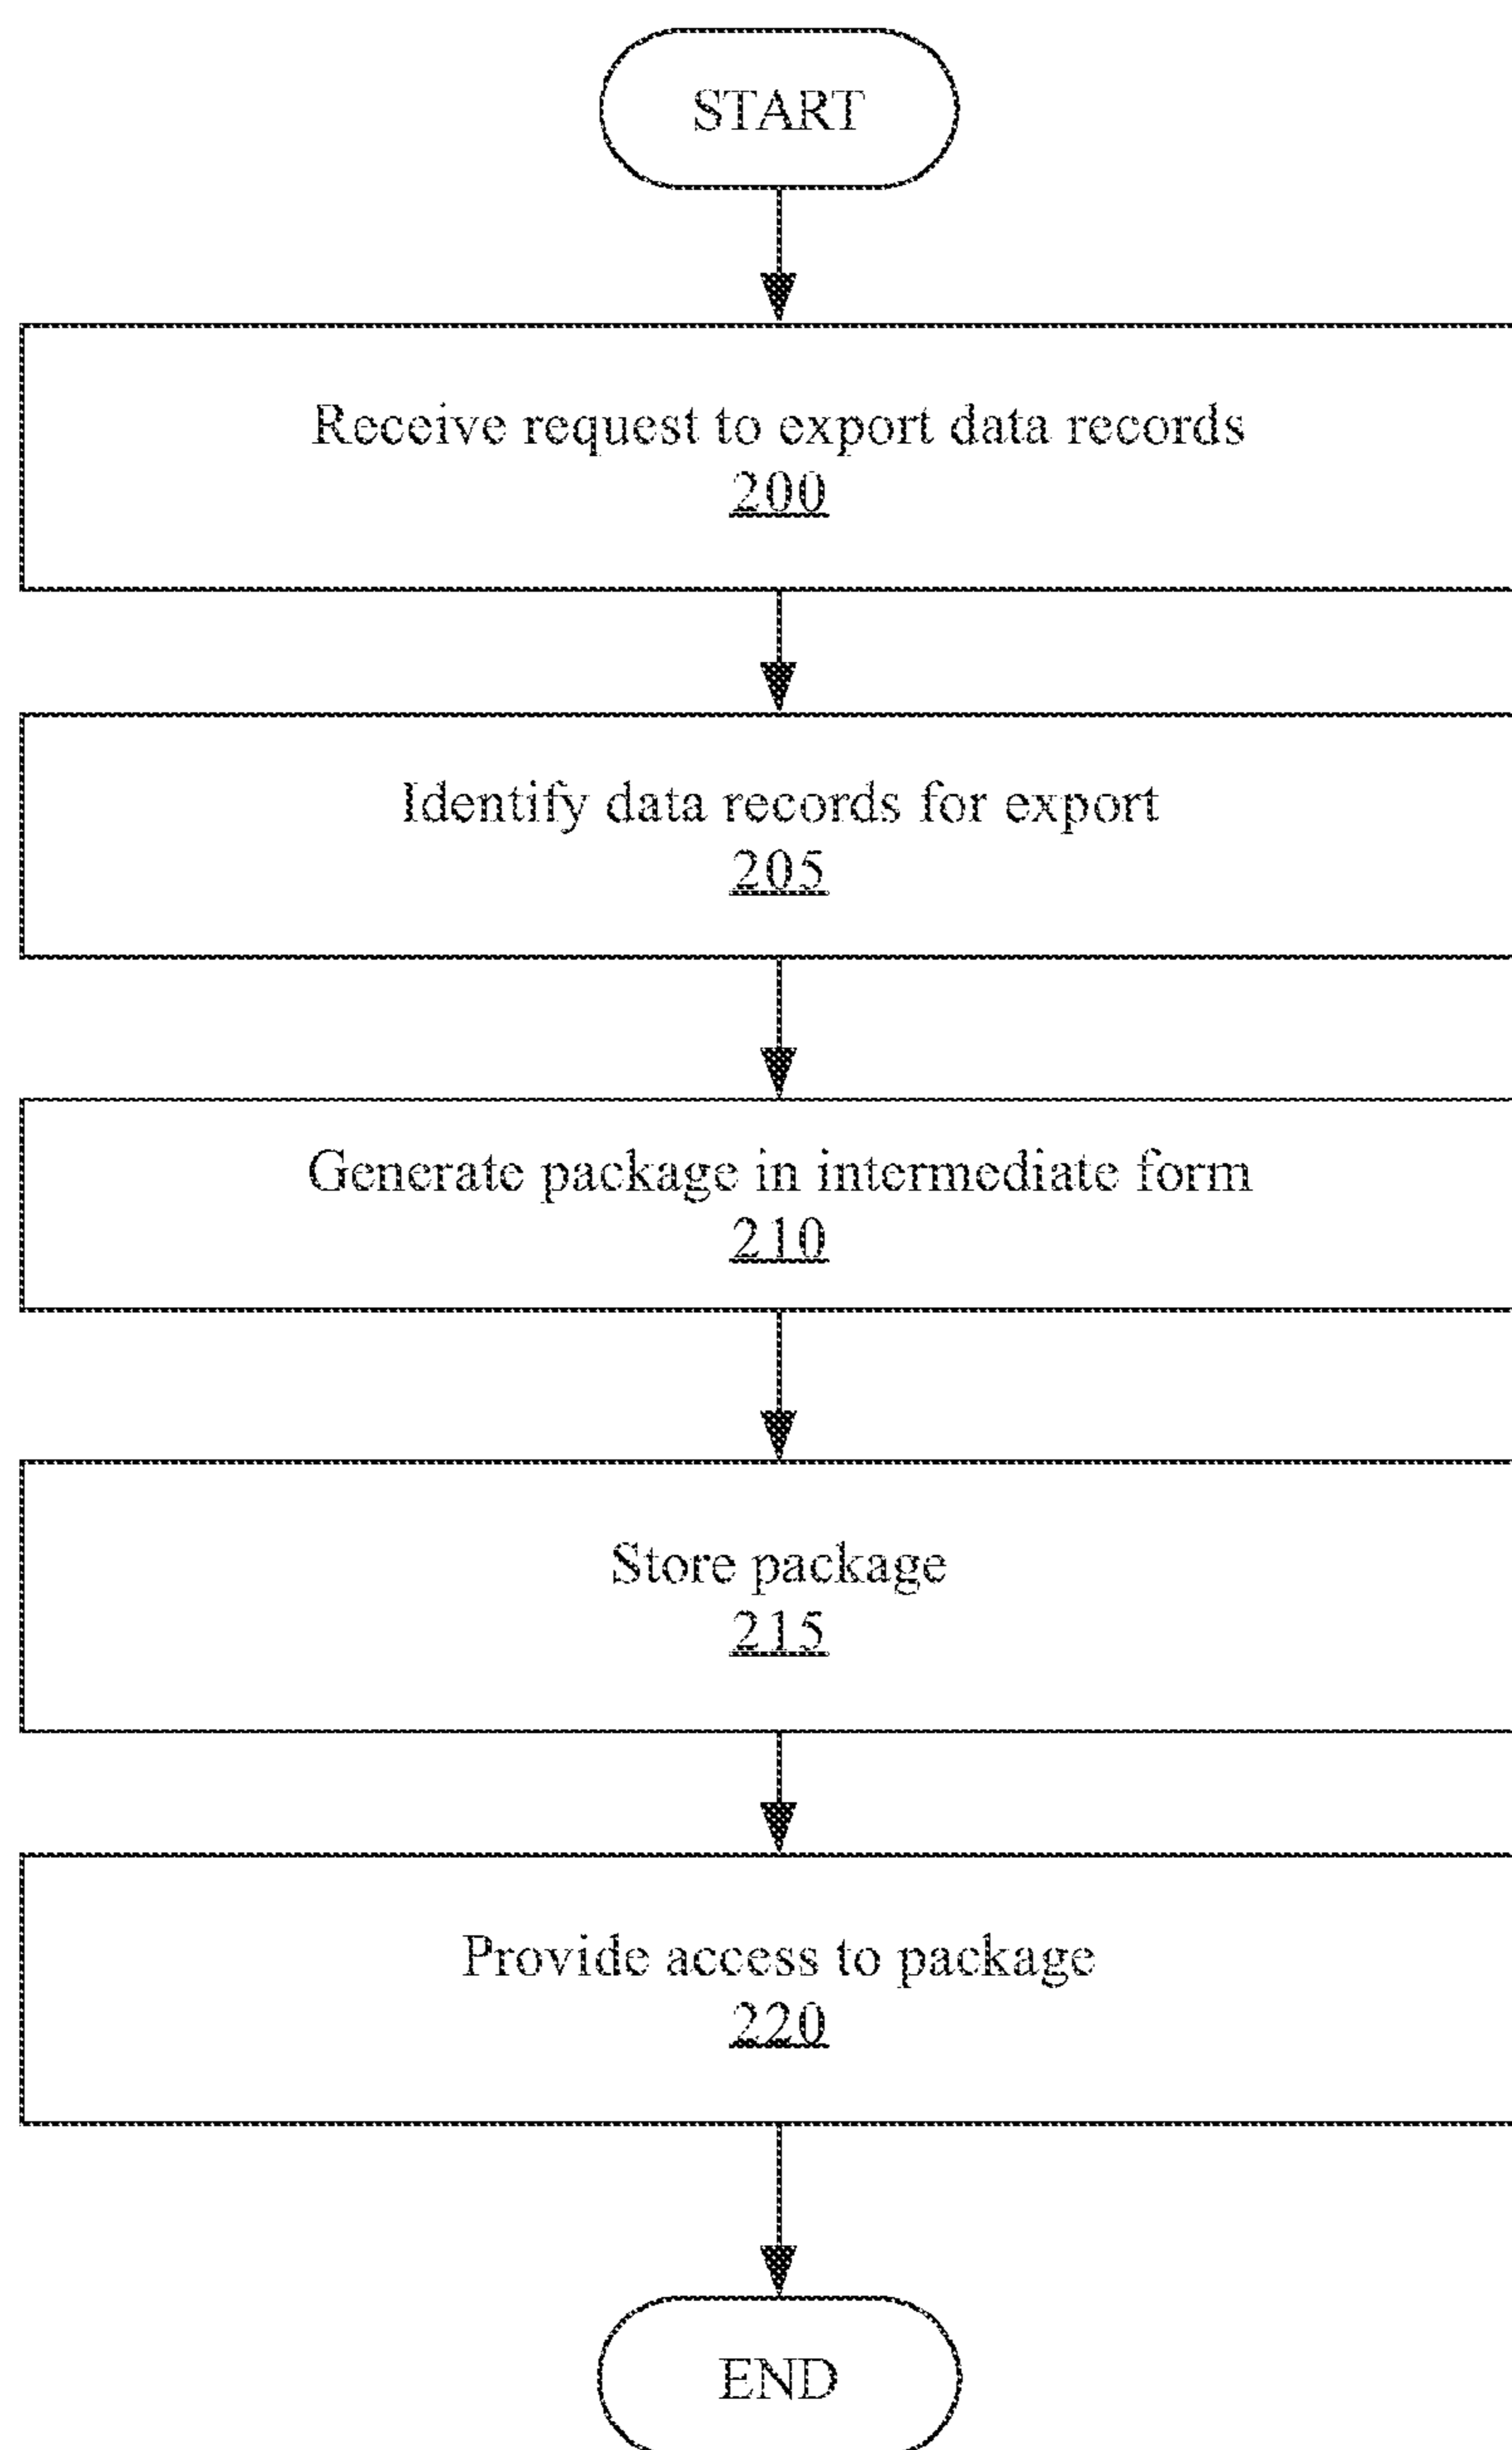 START
Receive request to export data records
200
Identify data records for export
205
Generate package in intermediate form
210
Store package
215
Provide access to package
220
END